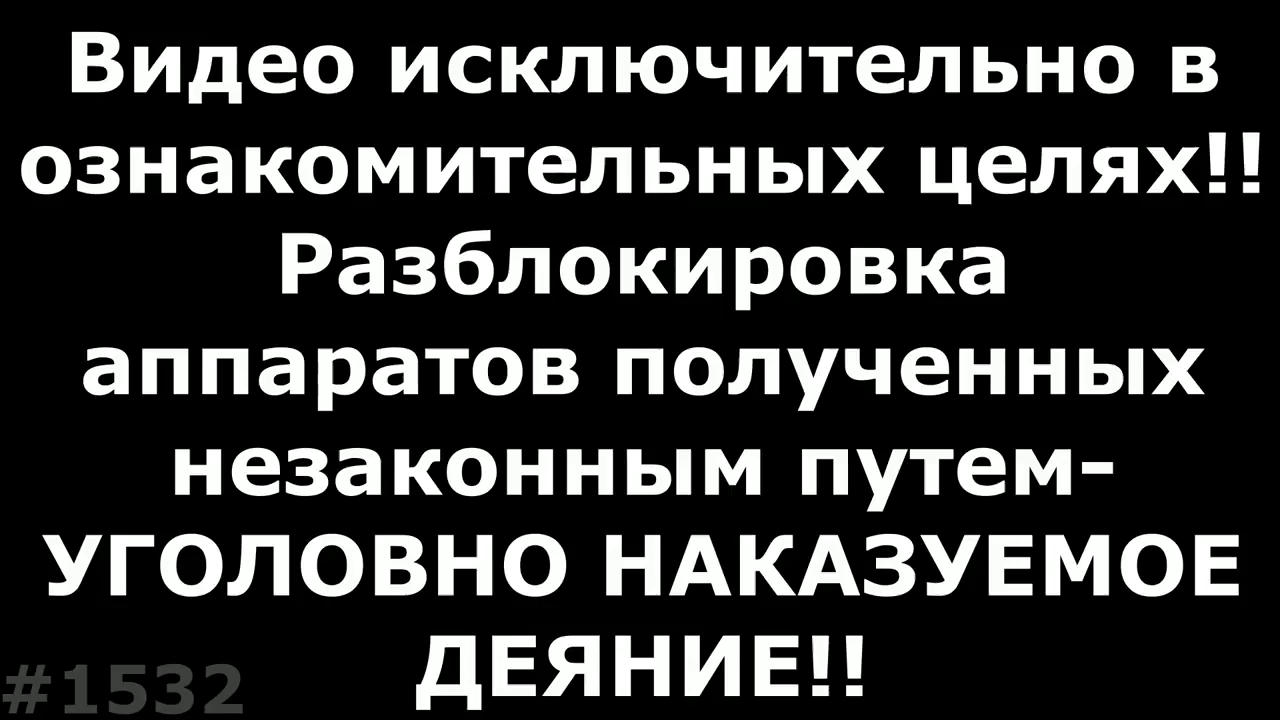 Видео исключительно в
ознакомительных целях!!
Разблокировка
аппаратов полученных
незаконным путем-
УГОЛОВНО НАКАЗУЕМОЕ
ДЕЯНИЕ!!
#1532